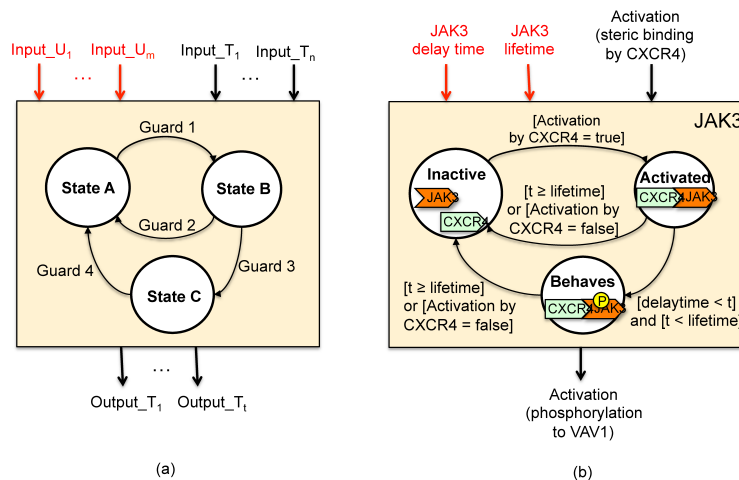 Input_U1
Input_Um
Input_T1
Input_Tn
...
...
Guard 1
State A
State B
Guard 2
Guard 4
Guard 3
State C
...
Output_T1
Output_Tt
(a)
JAK3
delay time
JAK3
lifetime
Activation
(steric binding
by CXCR4)
JAK3
[Activation
by CXCR4 = true]
Inactive
JAK3
CXCR4
Activated
CXCR4
JAK3
[t ≥ lifetime]
or [Activation by
CXCR4 = false]
Behaves
P
CXCR4
JAK3
[t ≥ lifetime]
or [Activation by
CXCR4 = false]
[delaytime < t]
and [t < lifetime]
Activation
(phosphorylation
to VAV1)
(b)